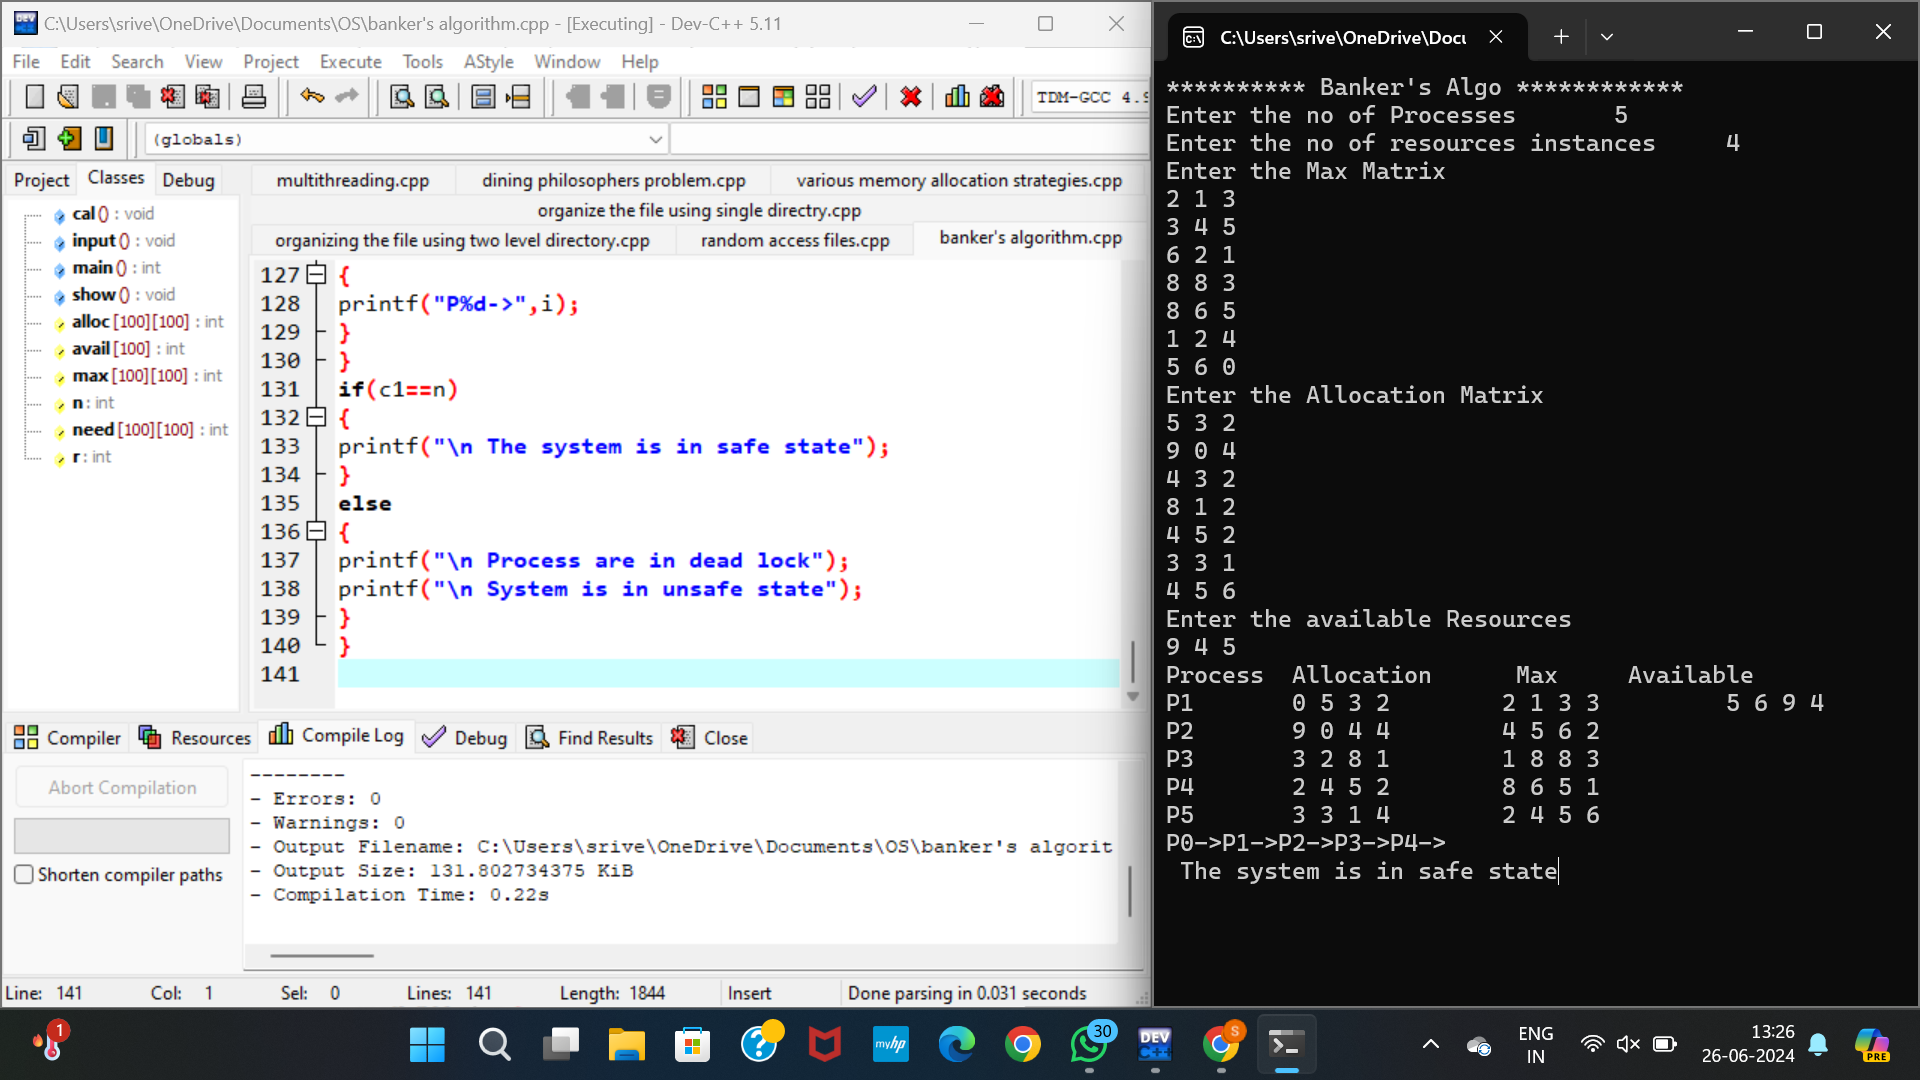 C:\Users\srive\OneDrive\Documents\OS\banker's algorithm.cpp - [Executing] - Dev-C++ 5.11
File Edit Search View Project Execute Tools AStyle Window Help
TDM-GCC 4.9
(globals)
Project Classes Debug
cal () : void
input () : void
main () : int
show () : void
alloc [100][100] : int
avail [100] : int
max [100][100] : int
n : int
need [100][100] : int
r : int
multithreading.cpp dining philosophers problem.cpp various memory allocation strategies.cpp
organize the file using single directry.cpp
organizing the file using two level directory.cpp random access files.cpp banker's algorithm.cpp
127 {
128 printf("P%d->",i);
129 }
130 }
131 if(c1==n)
132 {
133 printf("\n The system is in safe state");
134 }
135 else
136 {
137 printf("\n Process are in dead lock");
138 printf("\n System is in unsafe state");
139 }
140 }
141
Compiler Resources Compile Log Debug Find Results Close
Abort Compilation
Shorten compiler paths
--------
- Errors: 0
- Warnings: 0
- Output Filename: C:\Users\srive\OneDrive\Documents\OS\banker's algorit
- Output Size: 131.802734375 KiB
- Compilation Time: 0.22s
Line: 141 Col: 1 Sel: 0 Lines: 141 Length: 1844 Insert Done parsing in 0.031 seconds
C:\Users\srive\OneDrive\Docu
********** Banker's Algo ************
Enter the no of Processes 5
Enter the no of resources instances 4
Enter the Max Matrix
2 1 3
3 4 5
6 2 1
8 8 3
8 6 5
1 2 4
5 6 0
Enter the Allocation Matrix
5 3 2
9 0 4
4 3 2
8 1 2
4 5 2
3 3 1
4 5 6
Enter the available Resources
9 4 5
Process Allocation Max Available
P1 0 5 3 2 2 1 3 3 5 6 9 4
P2 9 0 4 4 4 5 6 2
P3 3 2 8 1 1 8 8 3
P4 2 4 5 2 8 6 5 1
P5 3 3 1 4 2 4 5 6
P0->P1->P2->P3->P4->
The system is in safe state
1
myhp
30
DEV C++
S
ENG
IN
13:26
26-06-2024
PRE